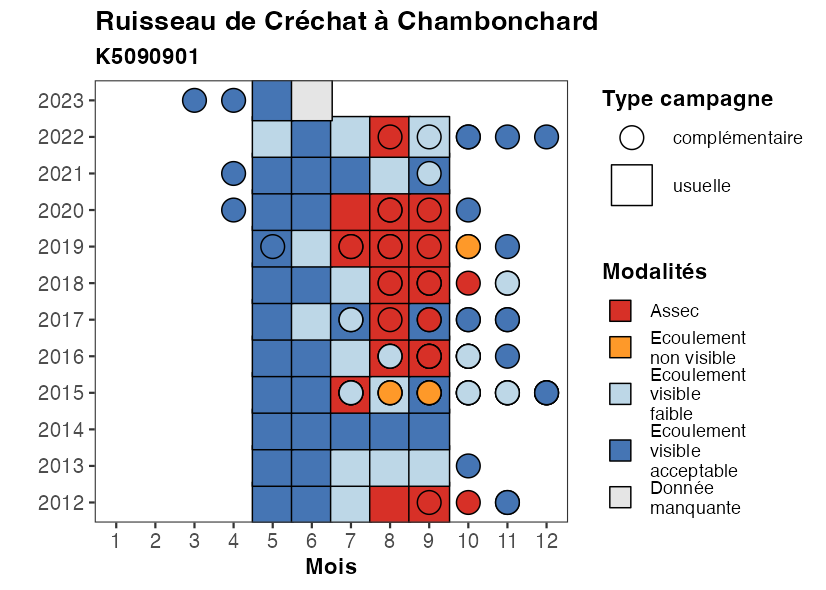 Ruisseau de Créchat à Chambonchard
K5090901
2023
2022
2021
2020
2019
2018
2017
2016
2015
2014
2013
2012
1 2 3 4 5 6 7 8 9 10 11 12
Mois
Type campagne
complémentaire
usuelle
Modalités
Assec
Ecoulement
non visible
Ecoulement
visible
faible
Ecoulement
visible
acceptable
Donnée
manquante